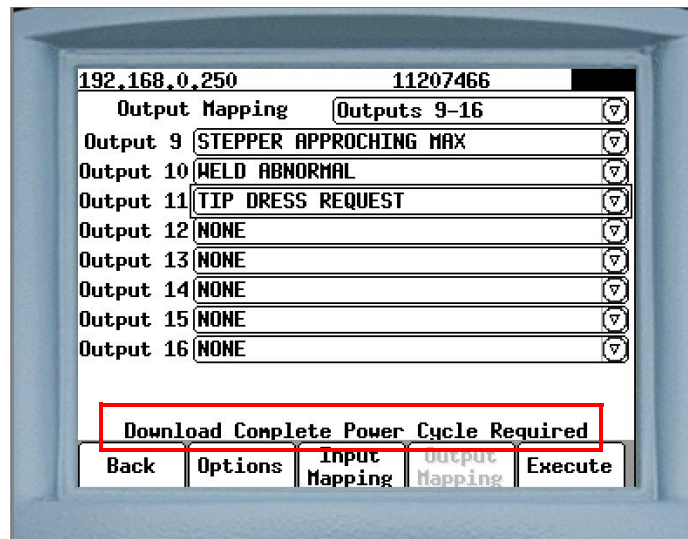 192.168.0.250 11207466
Output Mapping Outputs 9-16
Output 9 STEPPER APPROCHING MAX
Output 10 WELD ABNORMAL
Output 11 TIP DRESS REQUEST
Output 12 NONE
Output 13 NONE
Output 14 NONE
Output 15 NONE
Output 16 NONE
Download Complete Power Cycle Required
Back Options Input Mapping Output Mapping Execute